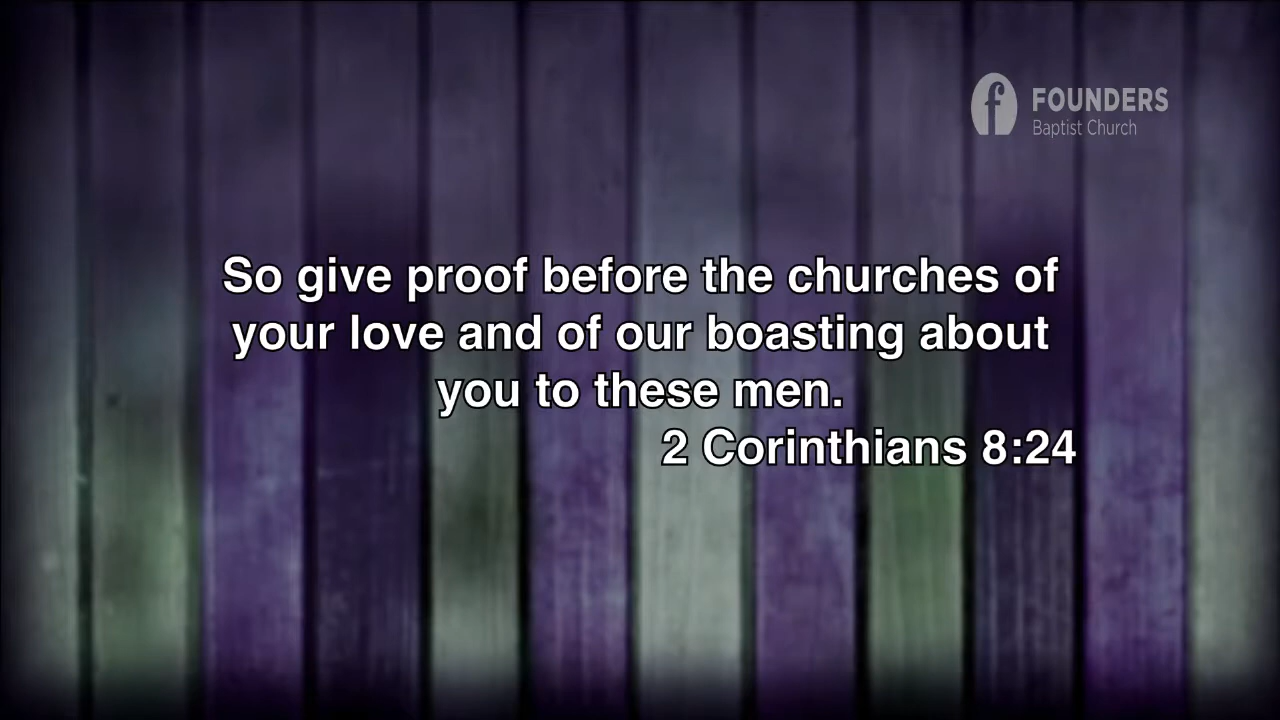 FOUNDERS
Baptist Church
So give proof before the churches of
your love and of our boasting about
you to these men.
2 Corinthians 8:24